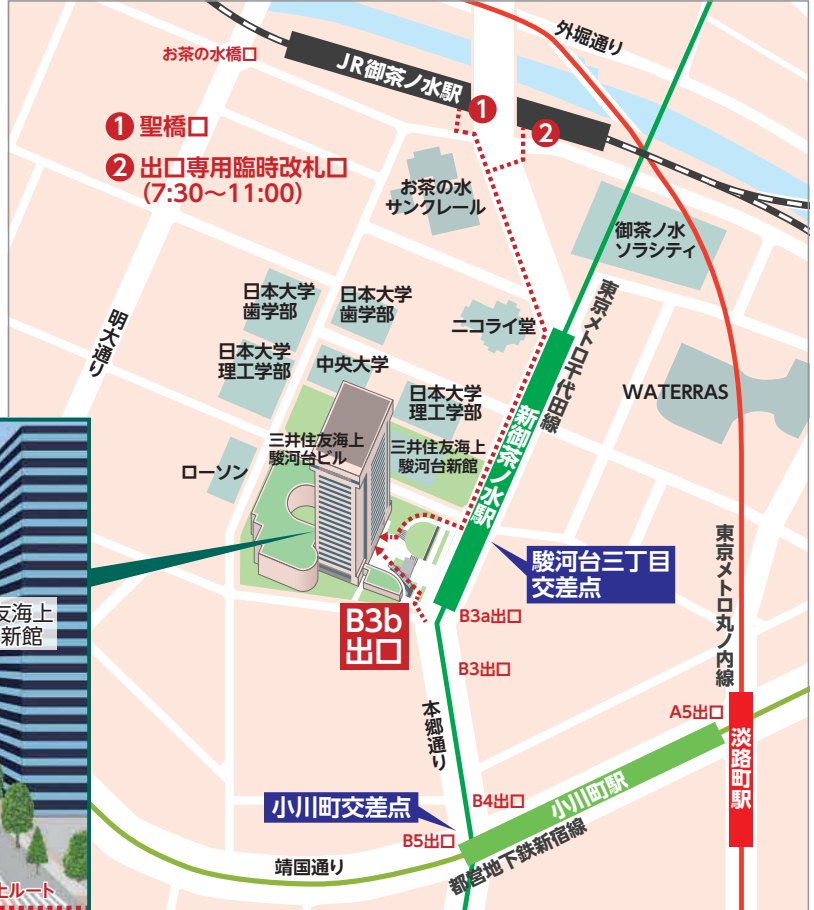 外堀通り
お茶の水橋口
JR御茶ノ水駅
1
2
1 聖橋口
2 出口専用臨時改札口
(7:30〜11:00)
お茶の水
サンクレール
御茶ノ水
ソラシティ
明大通り
日本大学
歯学部
日本大学
歯学部
ニコライ堂
東京メトロ千代田線
日本大学
理工学部
中央大学
日本大学
理工学部
WATERRAS
新御茶ノ水駅
三井住友海上
駿河台ビル
三井住友海上
駿河台新館
ローソン
駿河台三丁目
交差点
東京メトロ丸ノ内線
友海上
新館
B3b
出口
B3a出口
B3出口
本郷通り
A5出口
淡路町駅
小川町駅
小川町交差点
B4出口
B5出口
都営地下鉄新宿線
靖国通り
上ルート